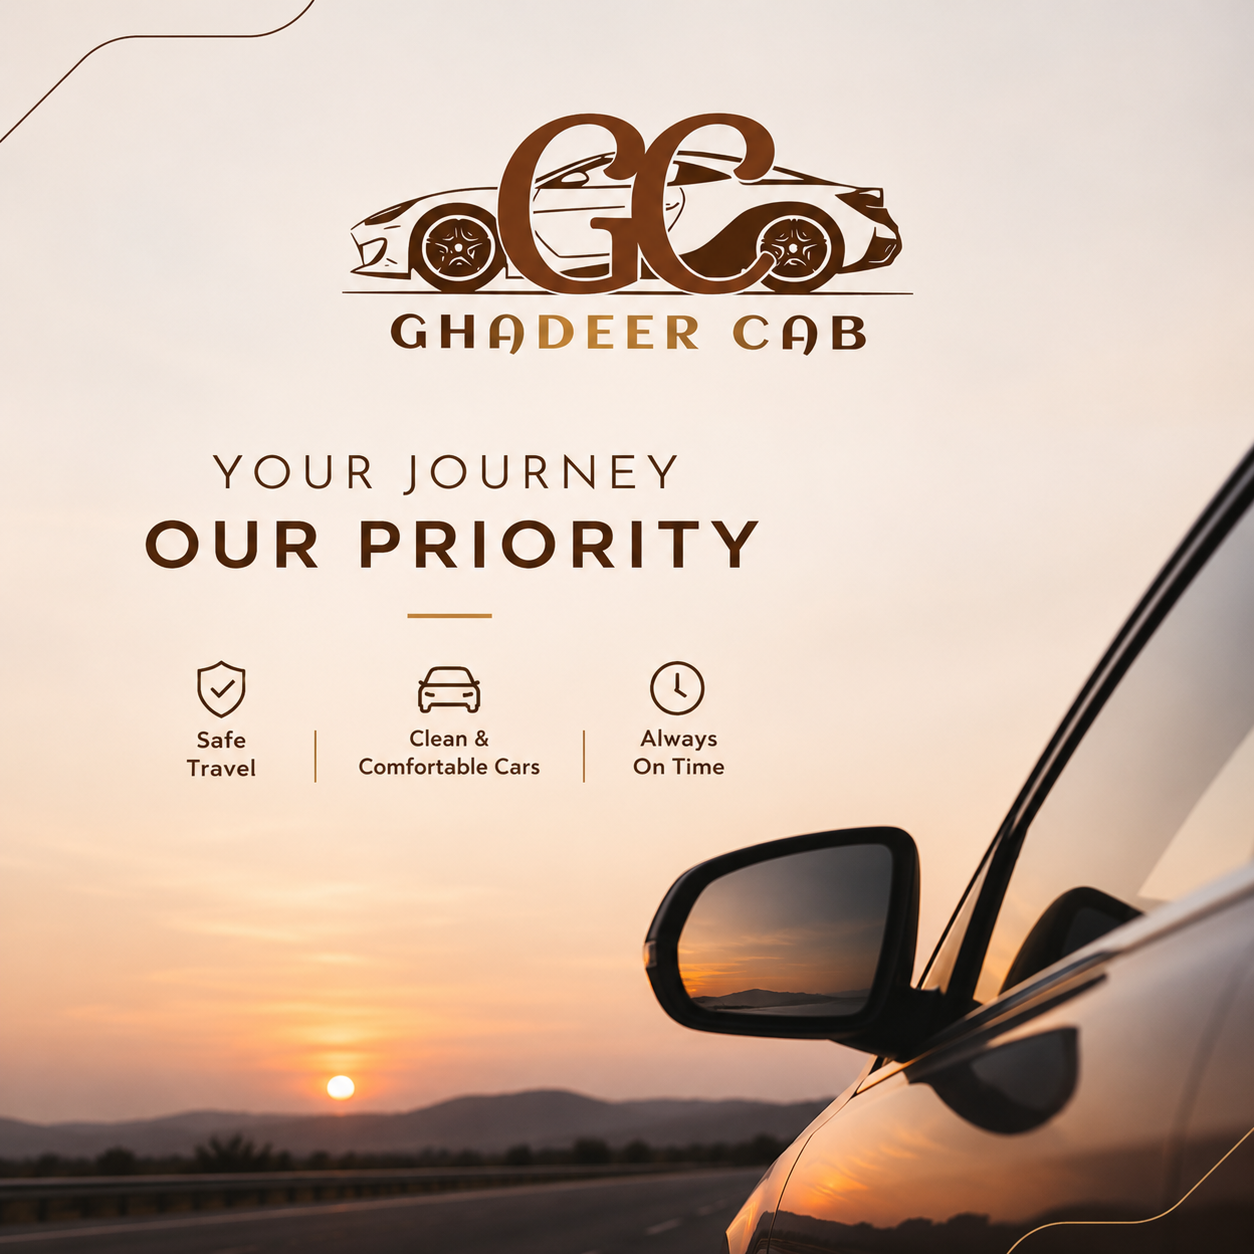 GC
GHADEER CAB
YOUR JOURNEY
OUR PRIORITY
Safe
Travel
Clean &
Comfortable Cars
Always
On Time